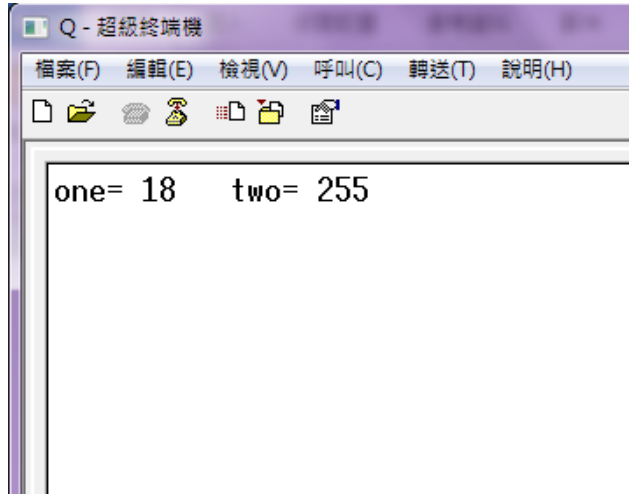 Q - 超級終端機
檔案(F) 編輯(E) 檢視(V) 呼叫(C) 轉送(T) 說明(H)
one= 18 two= 255